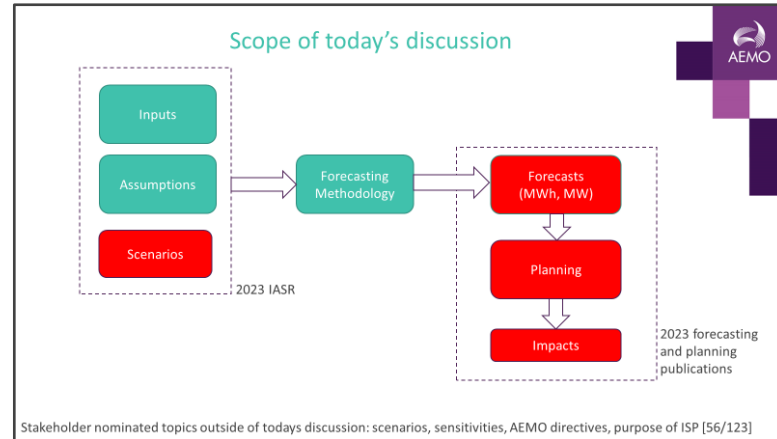 Scope of today's discussion
AEMO
Inputs
Assumptions
Scenarios
2023 IASR
Forecasting
Methodology
Forecasts
(MWh, MW)
Planning
Impacts
2023 forecasting
and planning
publications
Stakeholder nominated topics outside of todays discussion: scenarios, sensitivities, AEMO directives, purpose of ISP [56/123]